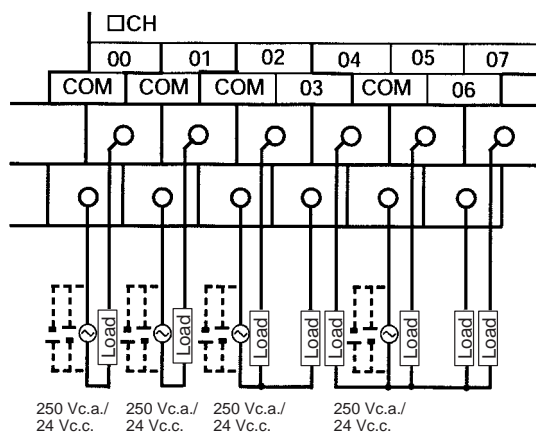 □CH
00 01 02 04 05 07
COM COM COM 03 COM 06
Load Load Load Load Load Load Load Load
250 Vc.a./ 250 Vc.a./ 250 Vc.a./ 250 Vc.a./
24 Vc.c. 24 Vc.c. 24 Vc.c. 24 Vc.c.